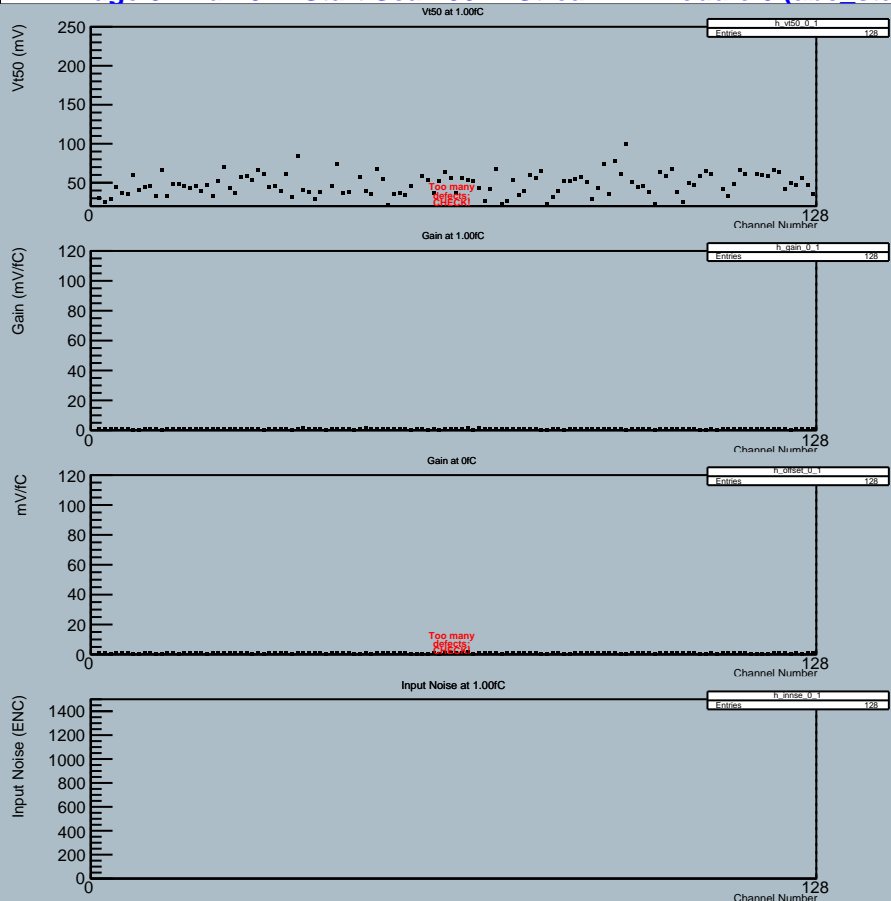 Vt50 at 1.00fC
h_vt50_0_1
Entries 128
Vt50 (mV)
250
200
150
100
50
Too many
defects:
CHECK!
0
128
Channel Number
Gain at 1.00fC
h_gain_0_1
Entries 128
Gain (mV/fC)
120
100
80
60
40
20
0
0
128
Channel Number
Gain at 0fC
h_offset_0_1
Entries 128
mV/fC
120
100
80
60
40
20
0
Too many
defects:
CHECK!
0
128
Channel Number
Input Noise at 1.00fC
h_innse_0_1
Entries 128
Input Noise (ENC)
1400
1200
1000
800
600
400
200
0
0
128
Channel Number